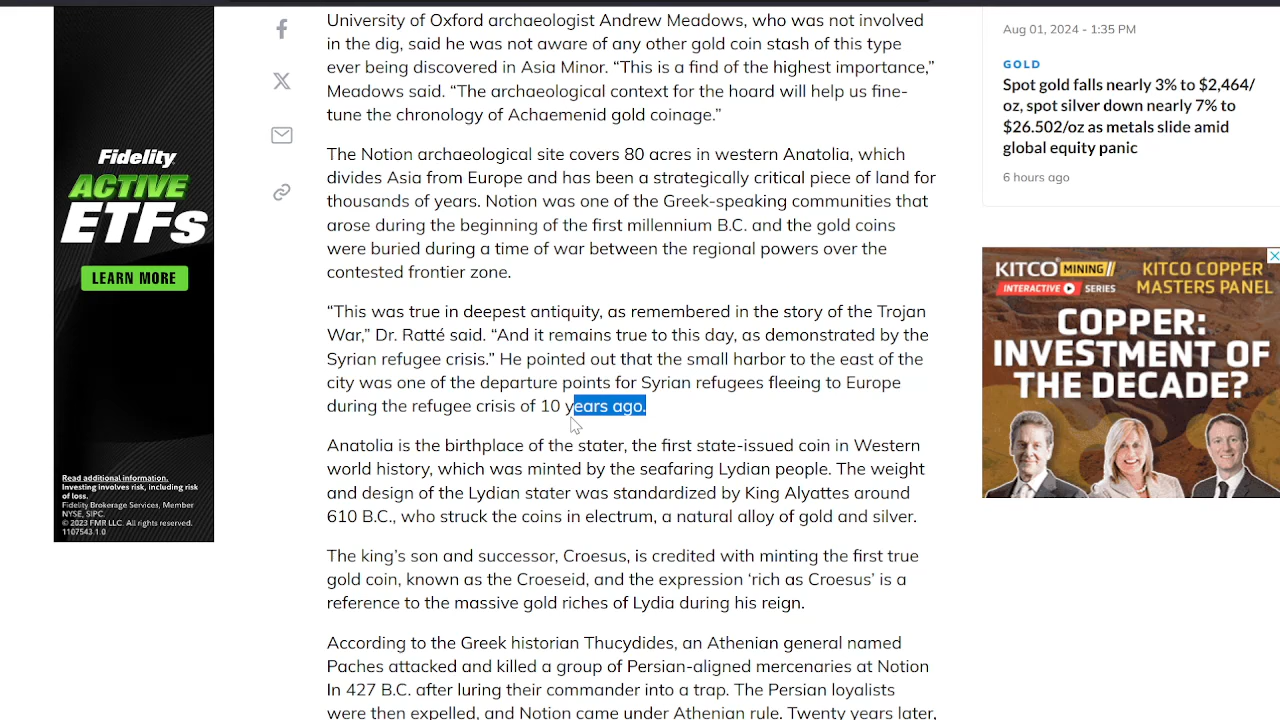 Fidelity
ACTIVE
ETFs
LEARN MORE
Read additional information.
Investing involves risk, including risk
of loss.
Fidelity Brokerage Services, Member
NYSE, SIPC.
© 2023 FMR LLC. All rights reserved.
1107543.1.0
University of Oxford archaeologist Andrew Meadows, who was not involved
in the dig, said he was not aware of any other gold coin stash of this type
ever being discovered in Asia Minor. “This is a find of the highest importance,”
Meadows said. “The archaeological context for the hoard will help us fine-
tune the chronology of Achaemenid gold coinage.”
The Notion archaeological site covers 80 acres in western Anatolia, which
divides Asia from Europe and has been a strategically critical piece of land for
thousands of years. Notion was one of the Greek-speaking communities that
arose during the beginning of the first millennium B.C. and the gold coins
were buried during a time of war between the regional powers over the
contested frontier zone.
“This was true in deepest antiquity, as remembered in the story of the Trojan
War,” Dr. Ratté said. “And it remains true to this day, as demonstrated by the
Syrian refugee crisis.” He pointed out that the small harbor to the east of the
city was one of the departure points for Syrian refugees fleeing to Europe
during the refugee crisis of 10 years ago.
Anatolia is the birthplace of the stater, the first state-issued coin in Western
world history, which was minted by the seafaring Lydian people. The weight
and design of the Lydian stater was standardized by King Alyattes around
610 B.C., who struck the coins in electrum, a natural alloy of gold and silver.
The king’s son and successor, Croesus, is credited with minting the first true
gold coin, known as the Croeseid, and the expression ‘rich as Croesus’ is a
reference to the massive gold riches of Lydia during his reign.
According to the Greek historian Thucydides, an Athenian general named
Paches attacked and killed a group of Persian-aligned mercenaries at Notion
In 427 B.C. after luring their commander into a trap. The Persian loyalists
were then expelled, and Notion came under Athenian rule. Twenty years later,
Aug 01, 2024 - 1:35 PM
GOLD
Spot gold falls nearly 3% to $2,464/
oz, spot silver down nearly 7% to
$26.502/oz as metals slide amid
global equity panic
6 hours ago
KITCO MINING//
INTERACTIVE SERIES
KITCO COPPER
MASTERS PANEL
COPPER:
INVESTMENT OF
THE DECADE?